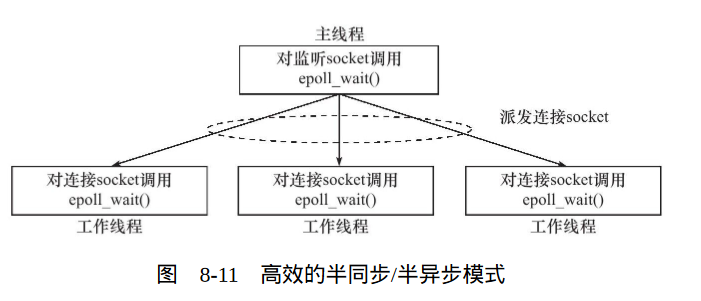 主线程
对监听socket调用
epoll_wait()
派发连接socket
对连接socket调用
epoll_wait()
工作线程
对连接socket调用
epoll_wait()
工作线程
对连接socket调用
epoll_wait()
工作线程
图 8-11 高效的半同步/半异步模式